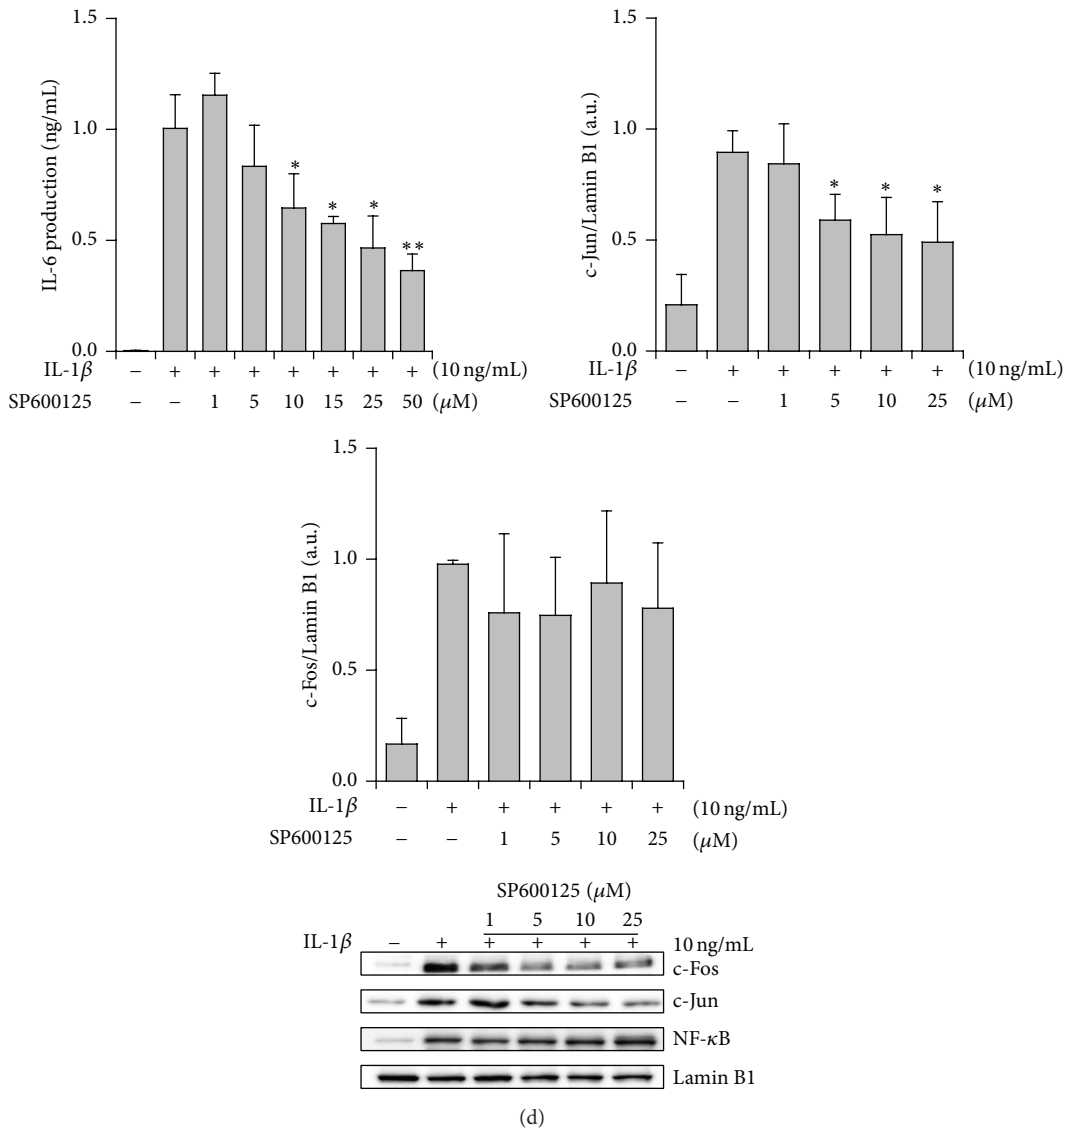 IL-6 production (ng/mL)
1.5
1.0
0.5
0.0
* * * **
IL-1β − + + + + + + + (10 ng/mL)
SP600125 − − 1 5 10 15 25 50 (μM)
c-Jun/Lamin B1 (a.u.)
1.5
1.0
0.5
0.0
* * *
IL-1β − + + + + + (10 ng/mL)
SP600125 − − 1 5 10 25 (μM)
c-Fos/Lamin B1 (a.u.)
1.5
1.0
0.5
0.0
IL-1β − + + + + + (10 ng/mL)
SP600125 − − 1 5 10 25 (μM)
SP600125 (μM)
1 5 10 25
IL-1β − + + + + + 10 ng/mL
c-Fos
c-Jun
NF-κB
Lamin B1
(d)